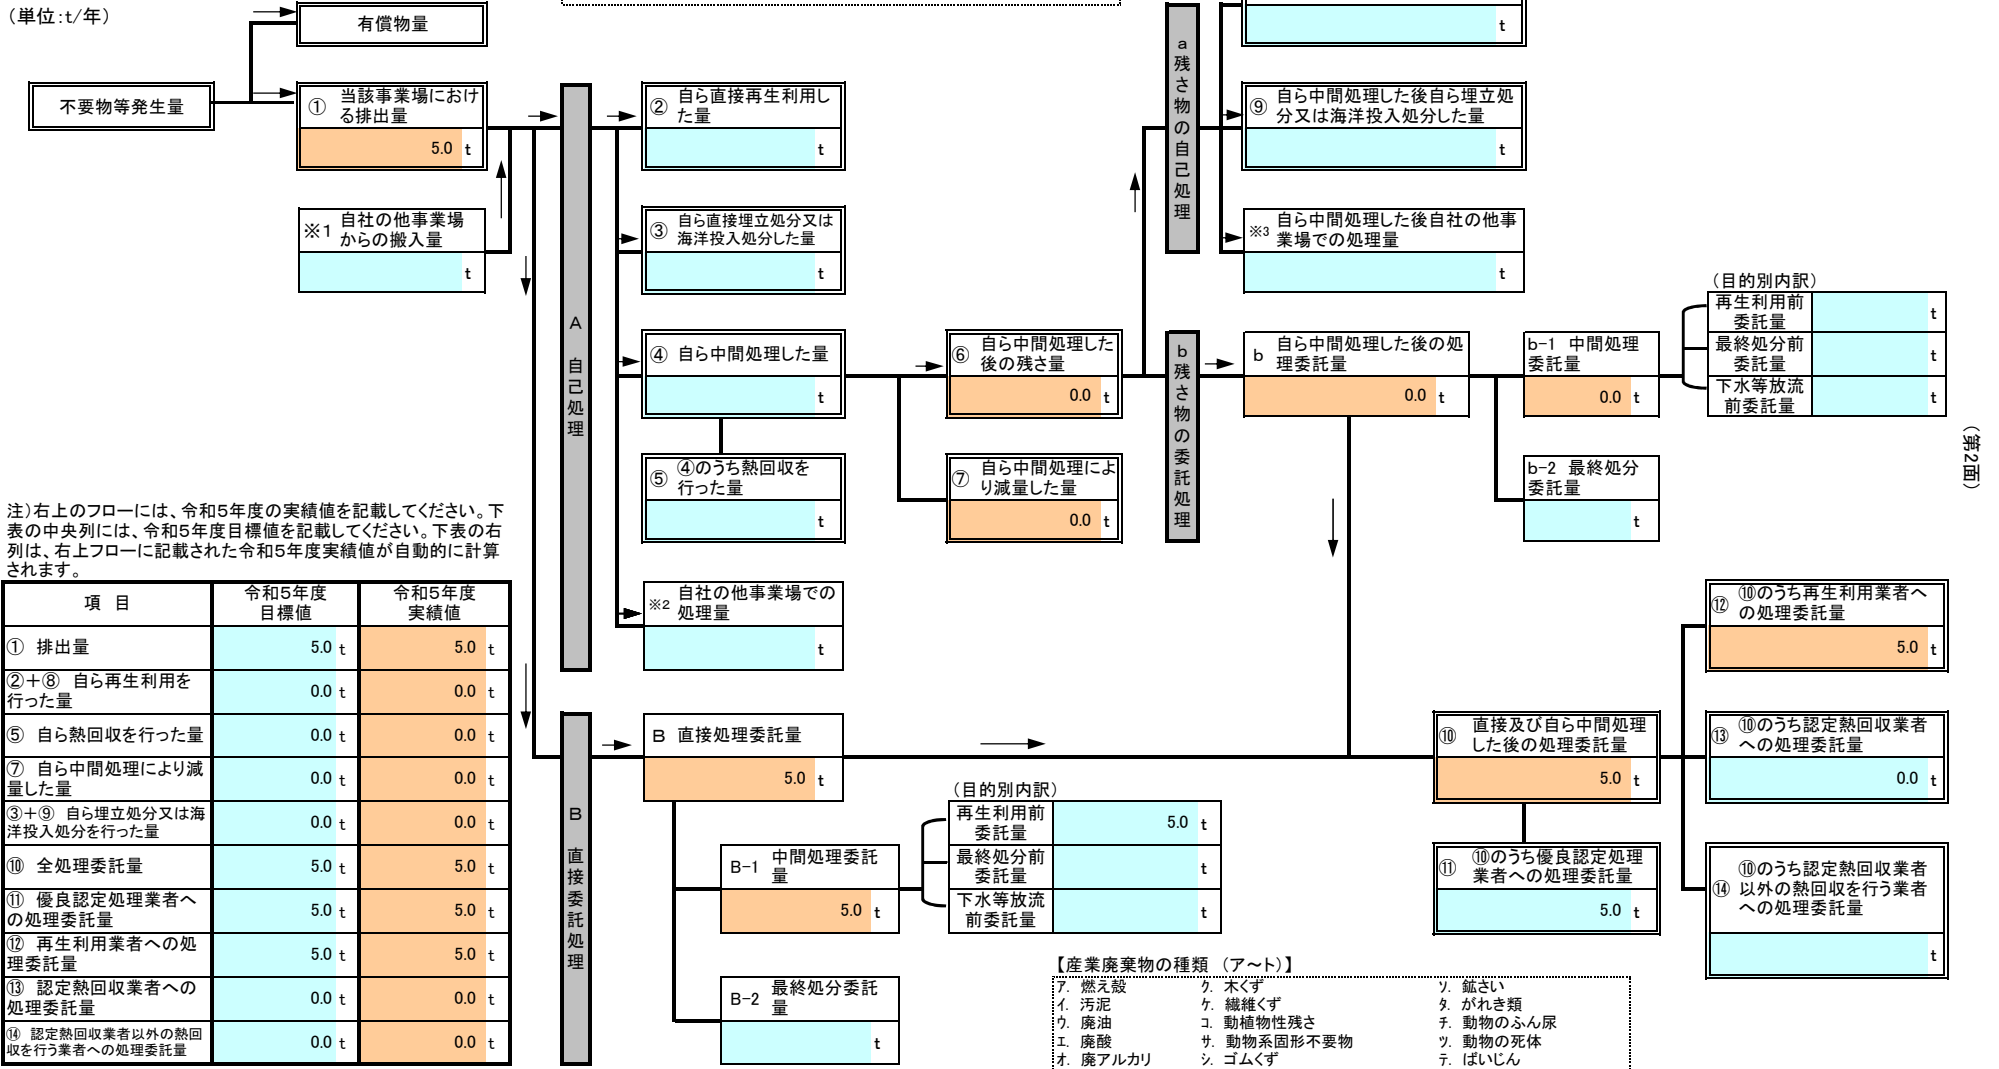 （単位：t/年）
有償物量
t
不要物等発生量
① 当該事業場におけ
る排出量
5.0 t
※1 自社の他事業場
からの搬入量
t
A 自己処理
② 自ら直接再生利用し
た量
t
③ 自ら直接埋立処分又は
海洋投入処分した量
t
④ 自ら中間処理した量
t
⑤ ④のうち熱回収を
行った量
t
※2 自社の他事業場での
処理量
t
⑥ 自ら中間処理した
後の残さ量
0.0 t
⑦ 自ら中間処理によ
り減量した量
0.0 t
a 残さ物の自己処理
⑨ 自ら中間処理した後自ら埋立処
分又は海洋投入処分した量
t
※3 自ら中間処理した後自社の他事
業場での処理量
t
b 残さ物の委託処理
b 自ら中間処理した後の処
理委託量
0.0 t
b-1 中間処理
委託量
0.0 t
b-2 最終処分
委託量
t
（目的別内訳）
再生利用前
委託量 t
最終処分前
委託量 t
下水等放流
前委託量 t
（第2面）
注）右上のフローには、令和5年度の実績値を記載してください。下
表の中央列には、令和5年度目標値を記載してください。下表の右
列は、右上フローに記載された令和5年度実績値が自動的に計算
されます。
項 目 令和5年度
目標値 令和5年度
実績値
① 排出量 5.0 t 5.0 t
②＋⑧ 自ら再生利用を
行った量 0.0 t 0.0 t
⑤ 自ら熱回収を行った量 0.0 t 0.0 t
⑦ 自ら中間処理により減
量した量 0.0 t 0.0 t
③＋⑨ 自ら埋立処分又は海
洋投入処分を行った量 0.0 t 0.0 t
⑩ 全処理委託量 5.0 t 5.0 t
⑪ 優良認定処理業者へ
の処理委託量 5.0 t 5.0 t
⑫ 再生利用業者への処
理委託量 5.0 t 5.0 t
⑬ 認定熱回収業者への
処理委託量 0.0 t 0.0 t
⑭ 認定熱回収業者以外の熱回
収を行う業者への処理委託量 0.0 t 0.0 t
B 直接委託処理
B 直接処理委託量
5.0 t
B-1 中間処理委託
量
5.0 t
B-2 最終処分委託
量
t
（目的別内訳）
再生利用前
委託量 5.0 t
最終処分前
委託量 t
下水等放流
前委託量 t
⑩ 直接及び自ら中間処理
した後の処理委託量
5.0 t
⑪ ⑩のうち優良認定処理
業者への処理委託量
5.0 t
⑫ ⑩のうち再生利用業者へ
の処理委託量
5.0 t
⑬ ⑩のうち認定熱回収業者
への処理委託量
0.0 t
⑭ ⑩のうち認定熱回収業者
以外の熱回収を行う業者
への処理委託量
t
【産業廃棄物の種類 （ア～ト）】
ア. 燃え殻 ク. 木くず ソ. 鉱さい
イ. 汚泥 ケ. 繊維くず タ. がれき類
ウ. 廃油 コ. 動植物性残さ チ. 動物のふん尿
エ. 廃酸 サ. 動物系固形不要物 ツ. 動物の死体
オ. 廃アルカリ シ. ゴムくず テ. ばいじん